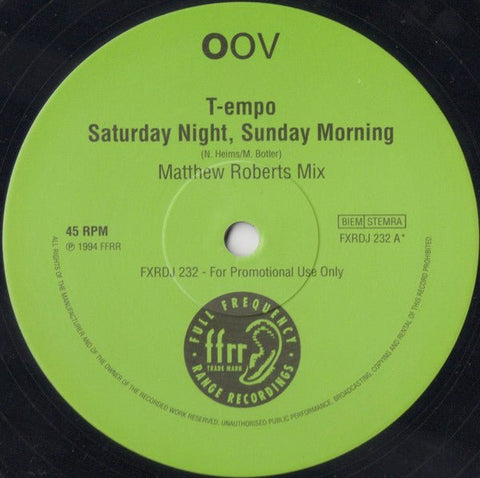 OOV
T-empo
Saturday Night, Sunday Morning
(N. Heims/M. Botler)
Matthew Roberts Mix
45 RPM
℗ 1994 FFRR
BIEM STEMRA
FXRDJ 232 A*
FXRDJ 232 - For Promotional Use Only
FULL FREQUENCY
ffrr
TRADE MARK
RANGE RECORDINGS
ALL RIGHTS OF THE MANUFACTURER AND OF THE OWNER OF THE RECORDED WORK RESERVED. UNAUTHORISED PUBLIC PERFORMANCE, BROADCASTING, COPYING AND RENTAL OF THIS RECORD PROHIBITED